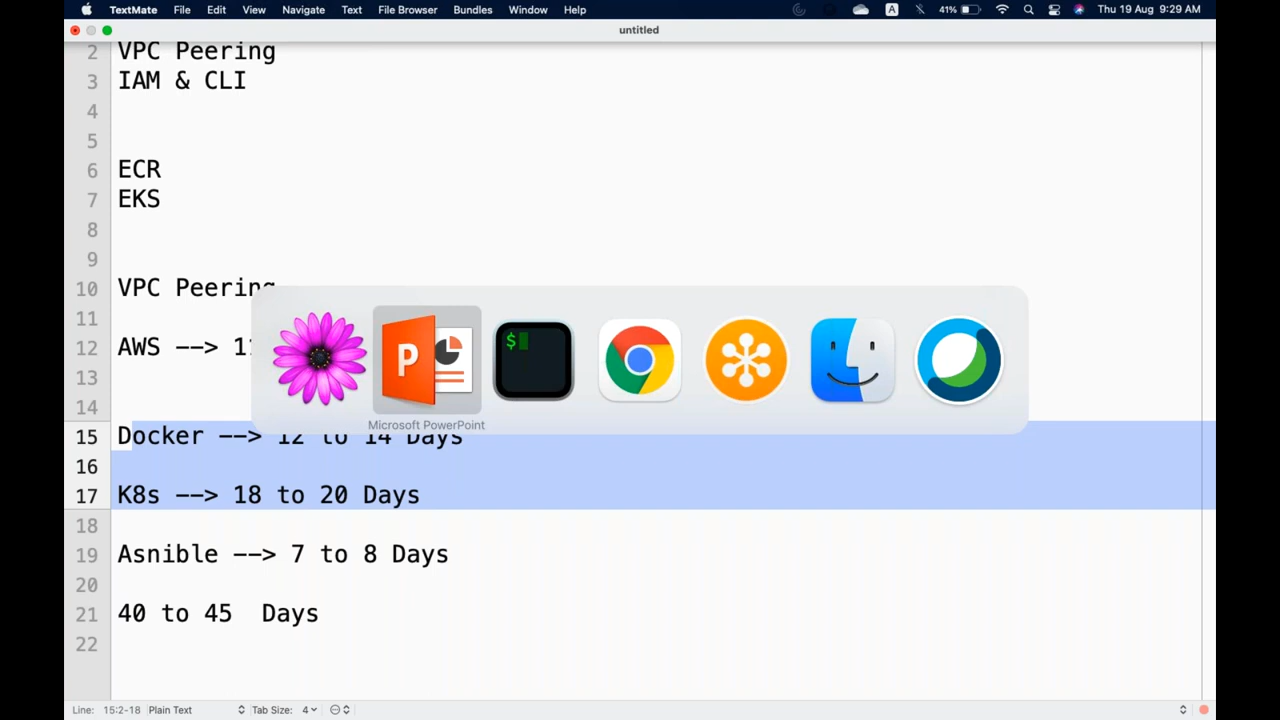 TextMate File Edit View Navigate Text File Browser Bundles Window Help A 41% Thu 19 Aug 9:29 AM
untitled
2 VPC Peering
3 IAM & CLI
4
5
6 ECR
7 EKS
8
9
10 VPC Peering
11
12 AWS --> 11
13
14
$
P
Microsoft PowerPoint
15 Docker --> 12 to 14 Days
16
17 K8s --> 18 to 20 Days
18
19 Asnible --> 7 to 8 Days
20
21 40 to 45 Days
22
Line: 15:2-18 Plain Text Tab Size: 4